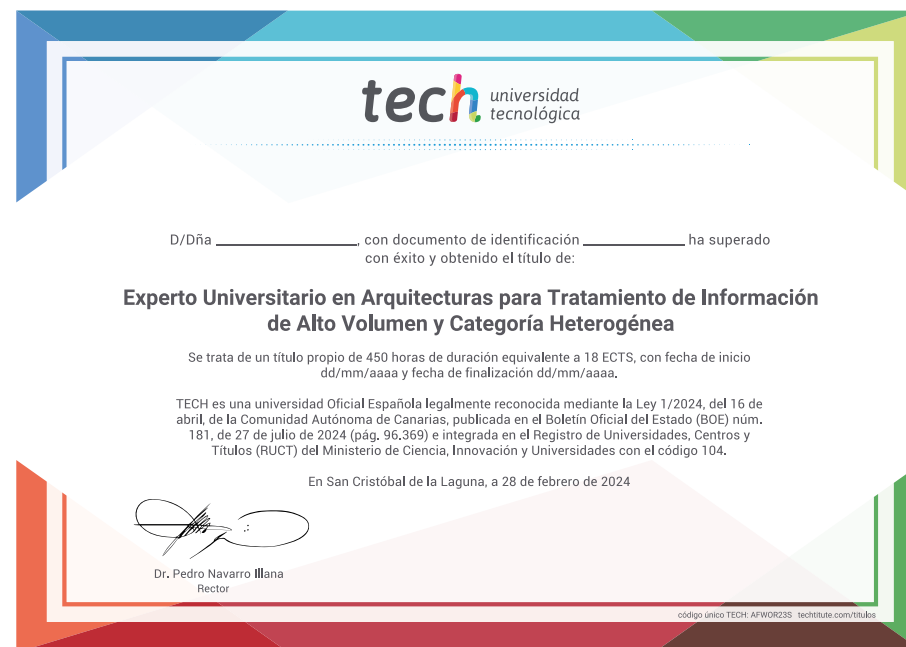 tech universidad
tecnológica
D/Dña ______________, con documento de identificación __________ ha superado
con éxito y obtenido el título de:
Experto Universitario en Arquitecturas para Tratamiento de Información
de Alto Volumen y Categoría Heterogénea
Se trata de un título propio de 450 horas de duración equivalente a 18 ECTS, con fecha de inicio
dd/mm/aaaa y fecha de finalización dd/mm/aaaa.
TECH es una universidad Oficial Española legalmente reconocida mediante la Ley 1/2024, del 16 de
abril, de la Comunidad Autónoma de Canarias, publicada en el Boletín Oficial del Estado (BOE) núm.
181, de 27 de julio de 2024 (pág. 96.369) e integrada en el Registro de Universidades, Centros y
Títulos (RUCT) del Ministerio de Ciencia, Innovación y Universidades con el código 104.
En San Cristóbal de la Laguna, a 28 de febrero de 2024
Dr. Pedro Navarro Illana
Rector
código único TECH: AFWOR23S techtitute.com/titulos